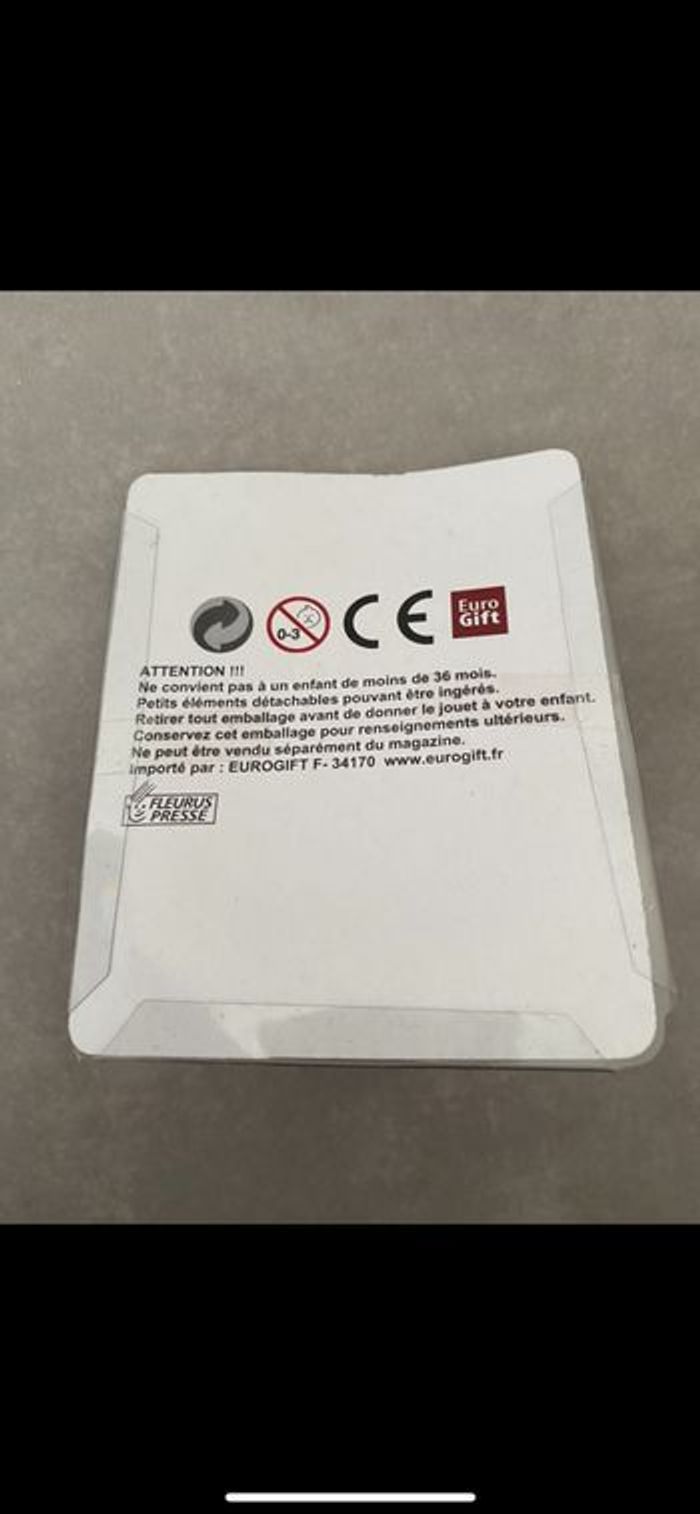 0-3
CE
Euro
Gift
ATTENTION !!!
Ne convient pas à un enfant de moins de 36 mois.
Petits éléments détachables pouvant être ingérés.
Retirer tout emballage avant de donner le jouet à votre enfant.
Conservez cet emballage pour renseignements ultérieurs.
Ne peut être vendu séparément du magazine.
Importé par : EUROGIFT F- 34170 www.eurogift.fr
FLEURUS
PRESSE